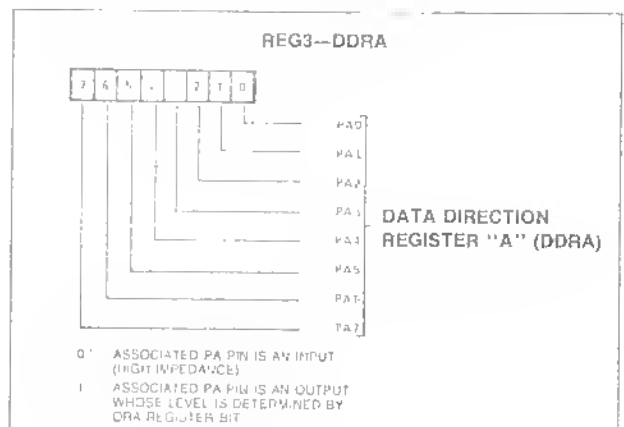 REG3—DDRA
7 6 5 2 1 0
PA0
PA1
PA2
PA3
PA4
PA5
PA7
DATA DIRECTION
REGISTER "A" (DDRA)
0 ASSOCIATED PA PIN IS AN INPUT
(HIGH IMPEDANCE)
1 ASSOCIATED PA PIN IS AN OUTPUT
WHOSE LEVEL IS DETERMINED BY
ORA REGISTER BIT